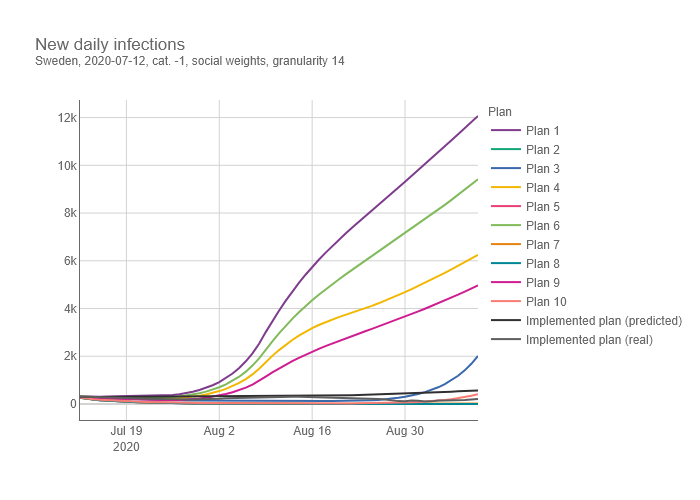 New daily infections
Sweden, 2020-07-12, cat. -1, social weights, granularity 14
12k
10k
8k
6k
4k
2k
0
Jul 19
2020
Aug 2
Aug 16
Aug 30
Plan
Plan 1
Plan 2
Plan 3
Plan 4
Plan 5
Plan 6
Plan 7
Plan 8
Plan 9
Plan 10
Implemented plan (predicted)
Implemented plan (real)